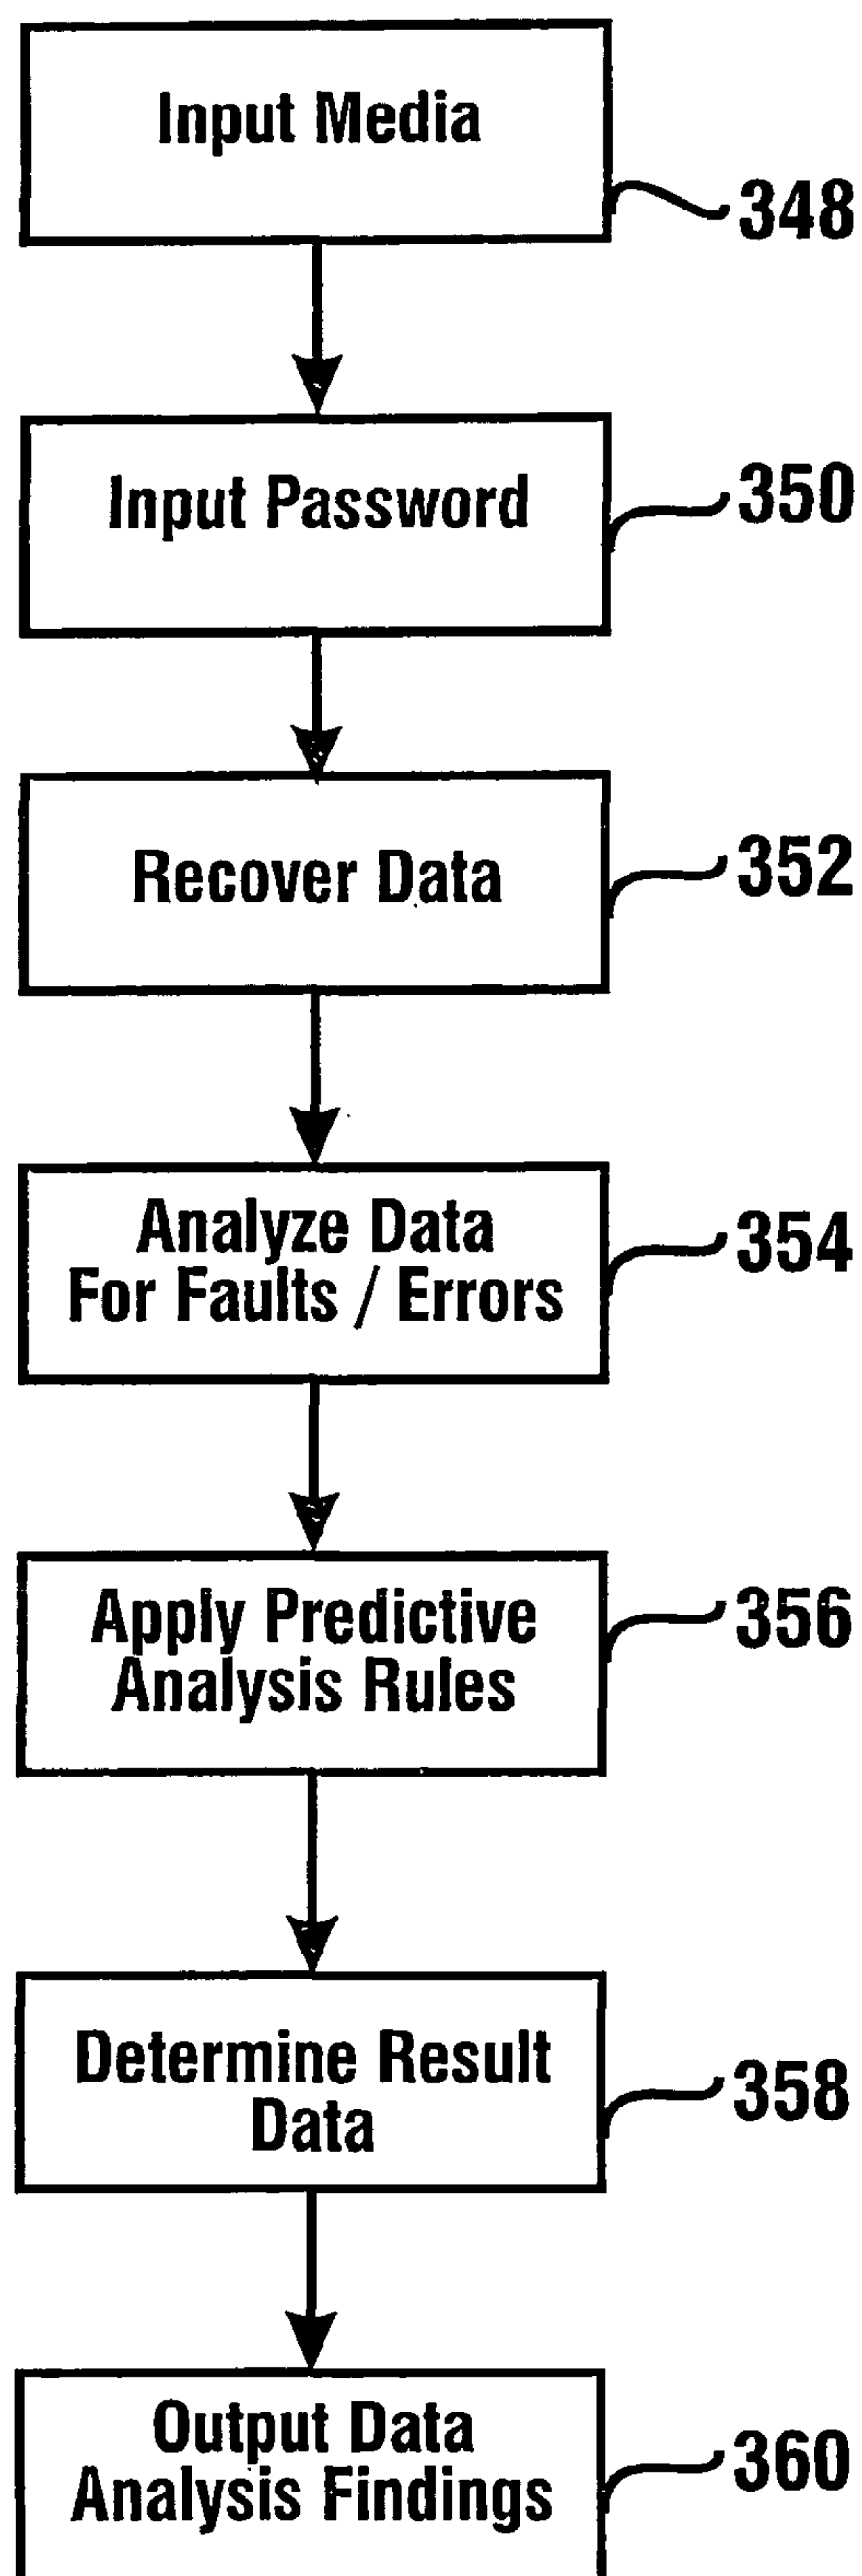 Input Media
348
Input Password
350
Recover Data
352
Analyze Data
For Faults / Errors
354
Apply Predictive
Analysis Rules
356
Determine Result
Data
358
Output Data
Analysis Findings
360